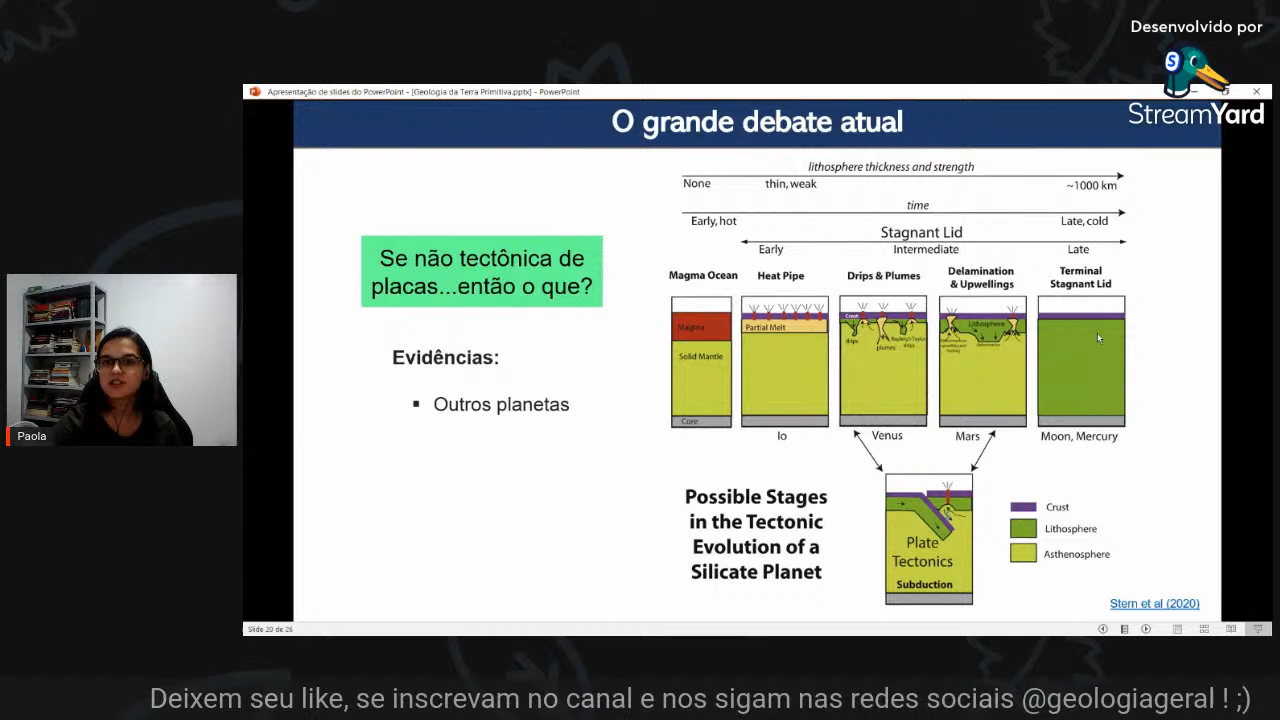 Desenvolvido por
S
StreamYard
Apresentação de slides do PowerPoint - [Geologia da Terra Primitiva.pptx] - PowerPoint
O grande debate atual
lithosphere thickness and strength
None thin, weak ~1000 km
time
Early, hot Late, cold
Stagnant Lid
Early Intermediate Late
Se não tectônica de
placas...então o que?
Evidências:
▪ Outros planetas
Magma Ocean
Heat Pipe
Drips & Plumes
Delamination
& Upwellings
Terminal
Stagnant Lid
Magma
Solid Mantle
Core
Partial Melt
Crust
drips
plumes
Rayleigh-Taylor
drips
Lithosphere
Delamination
Io
Venus
Mars
Moon, Mercury
Possible Stages
in the Tectonic
Evolution of a
Silicate Planet
Plate
Tectonics
Subduction
Crust
Lithosphere
Asthenosphere
Stern et al (2020)
Slide 20 de 26
Paola
Deixem seu like, se inscrevam no canal e nos sigam nas redes sociais @geologiageral ! ;)